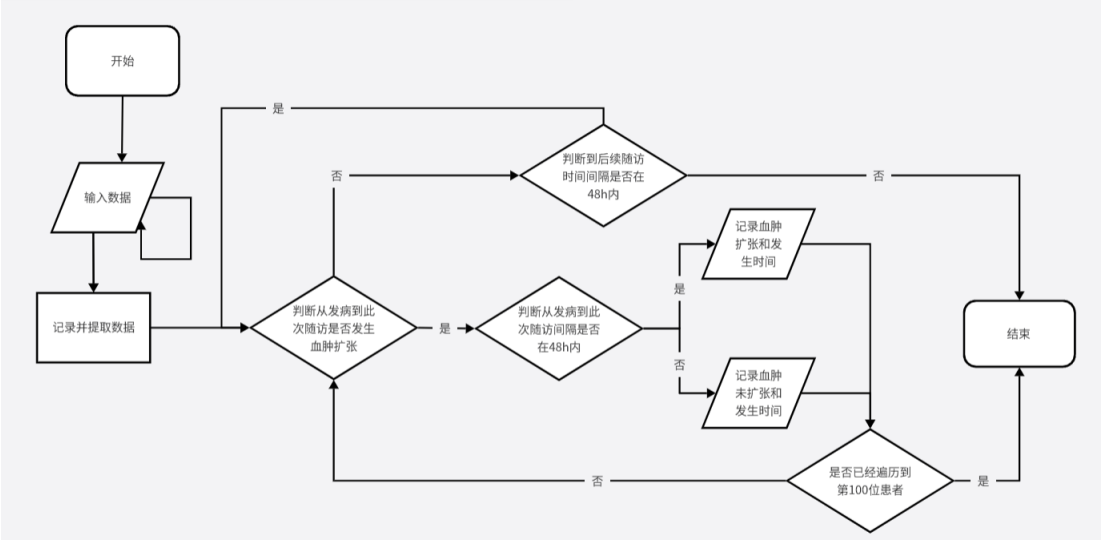 开始
是
判断到后续随访
时间间隔是否在
48h内
否
否
输入数据
记录血肿
扩张和发
生时间
是
记录并提取数据
判断从发病到此
次随访是否发生
血肿扩张
是
判断从发病到此
次随访间隔是否
在48h内
结束
否
记录血肿
未扩张和
发生时间
是否已经遍历到
第100位患者
否
是